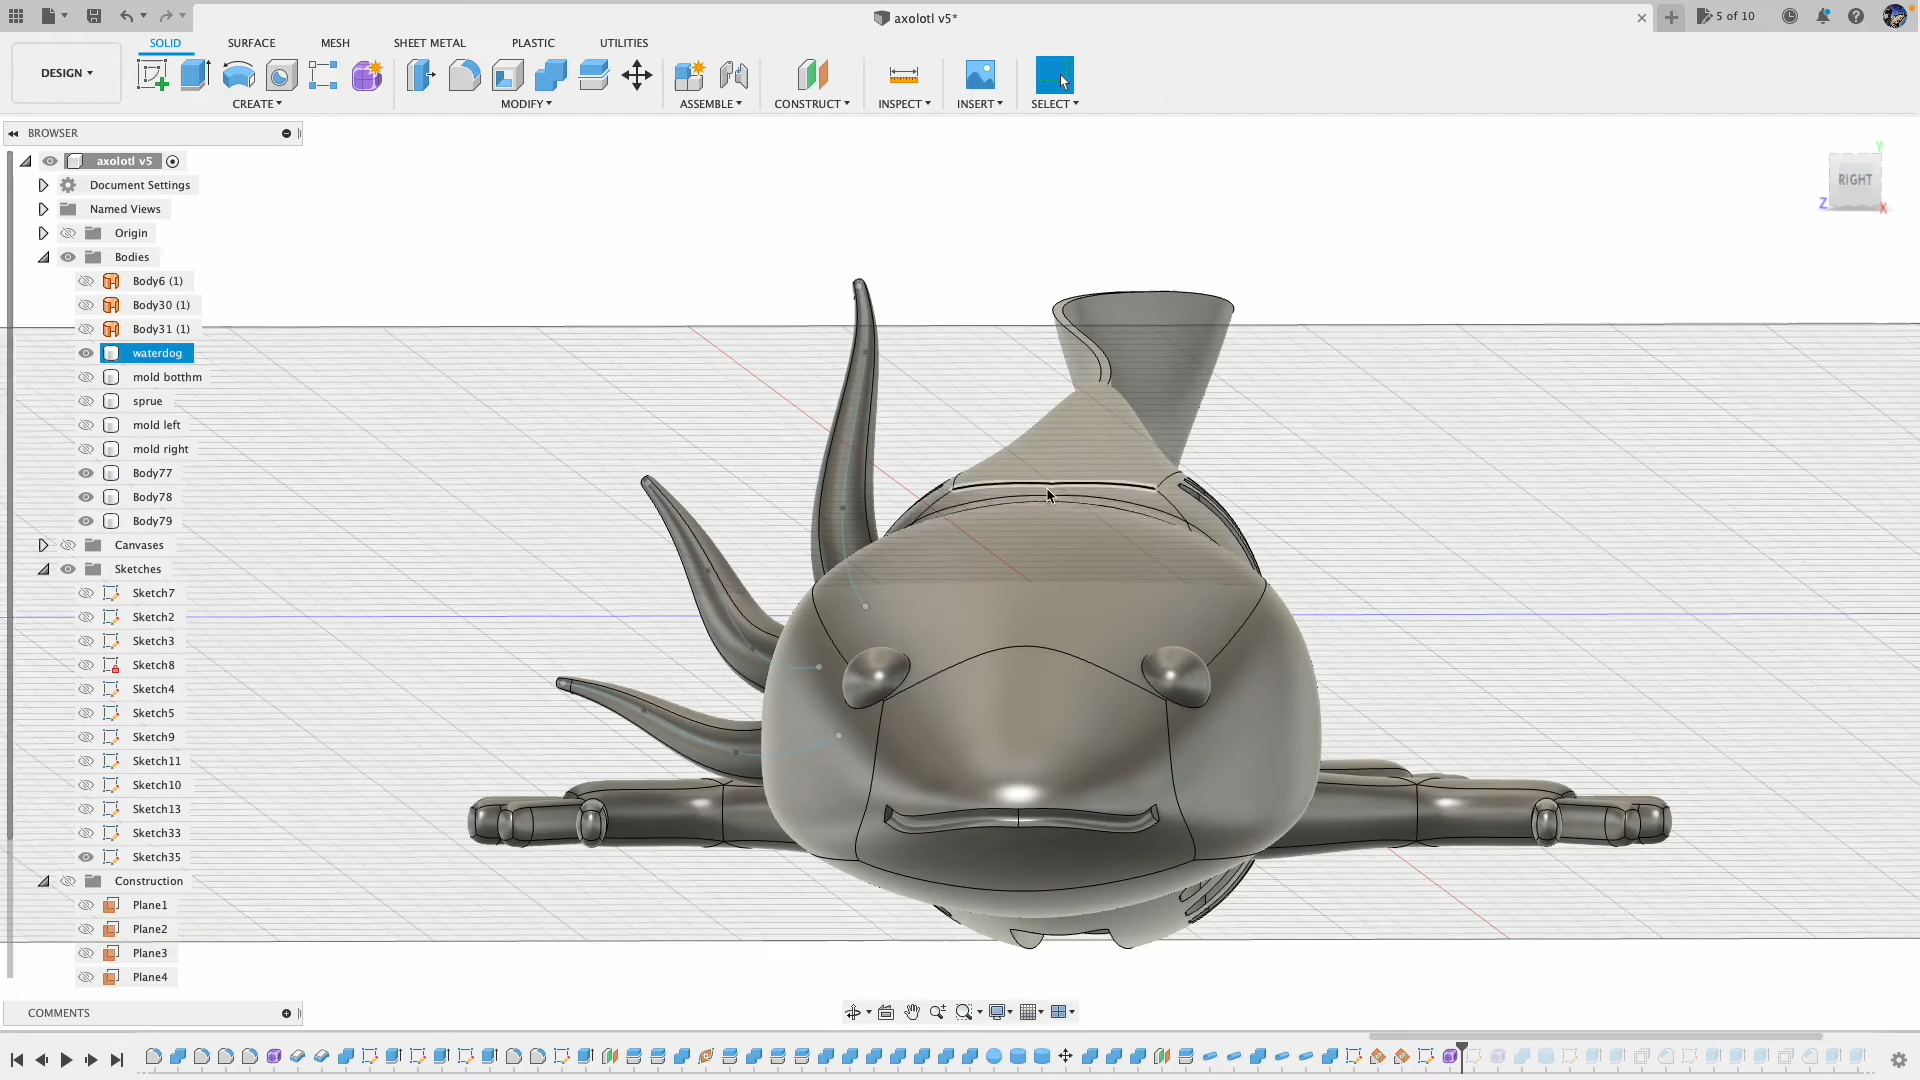 axolotl v5*
5 of 10
SOLID SURFACE MESH SHEET METAL PLASTIC UTILITIES
DESIGN
CREATE MODIFY ASSEMBLE CONSTRUCT INSPECT INSERT SELECT
BROWSER
axolotl v5
Document Settings
Named Views
Origin
Bodies
Body6 (1)
Body30 (1)
Body31 (1)
waterdog
mold botthm
sprue
mold left
mold right
Body77
Body78
Body79
Canvases
Sketches
Sketch7
Sketch2
Sketch3
Sketch8
Sketch4
Sketch5
Sketch9
Sketch11
Sketch10
Sketch13
Sketch33
Sketch35
Construction
Plane1
Plane2
Plane3
Plane4
COMMENTS
Y
RIGHT
Z X